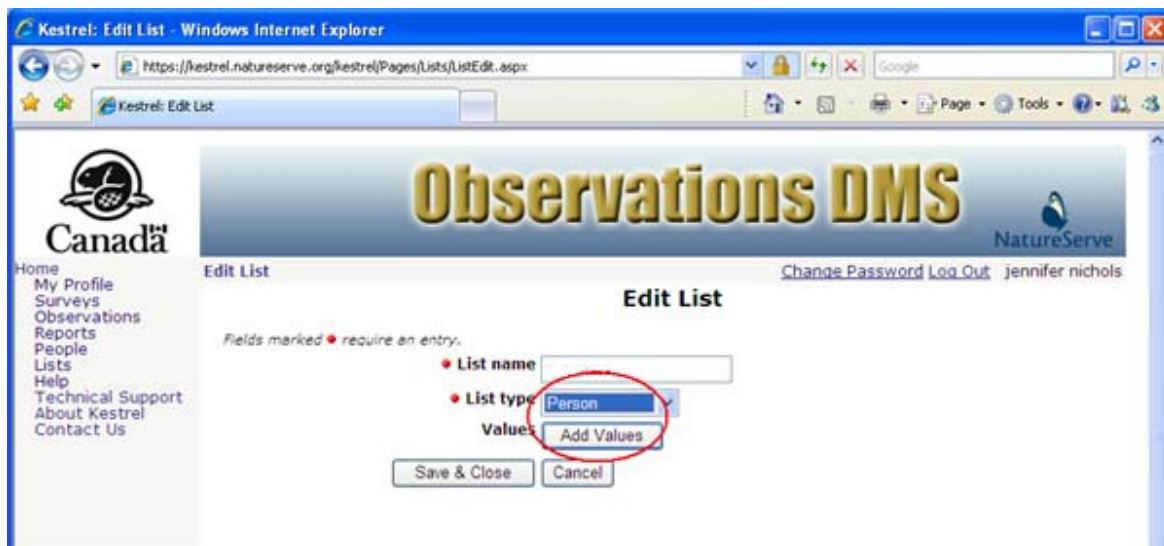 Kestrel: Edit List - Windows Internet Explorer
https://kestrel.natureserve.org/kestrel/Pages/Lists/ListEdit.aspx
Google
Kestrel: Edit List
Page
Tools
Canada
Observations DMS
NatureServe
Home
My Profile
Surveys
Observations
Reports
People
Lists
Help
Technical Support
About Kestrel
Contact Us
Edit List
Change Password Log Out jennifer nichols
Edit List
Fields marked require an entry.
List name
List type Person
Values Add Values
Save & Close Cancel